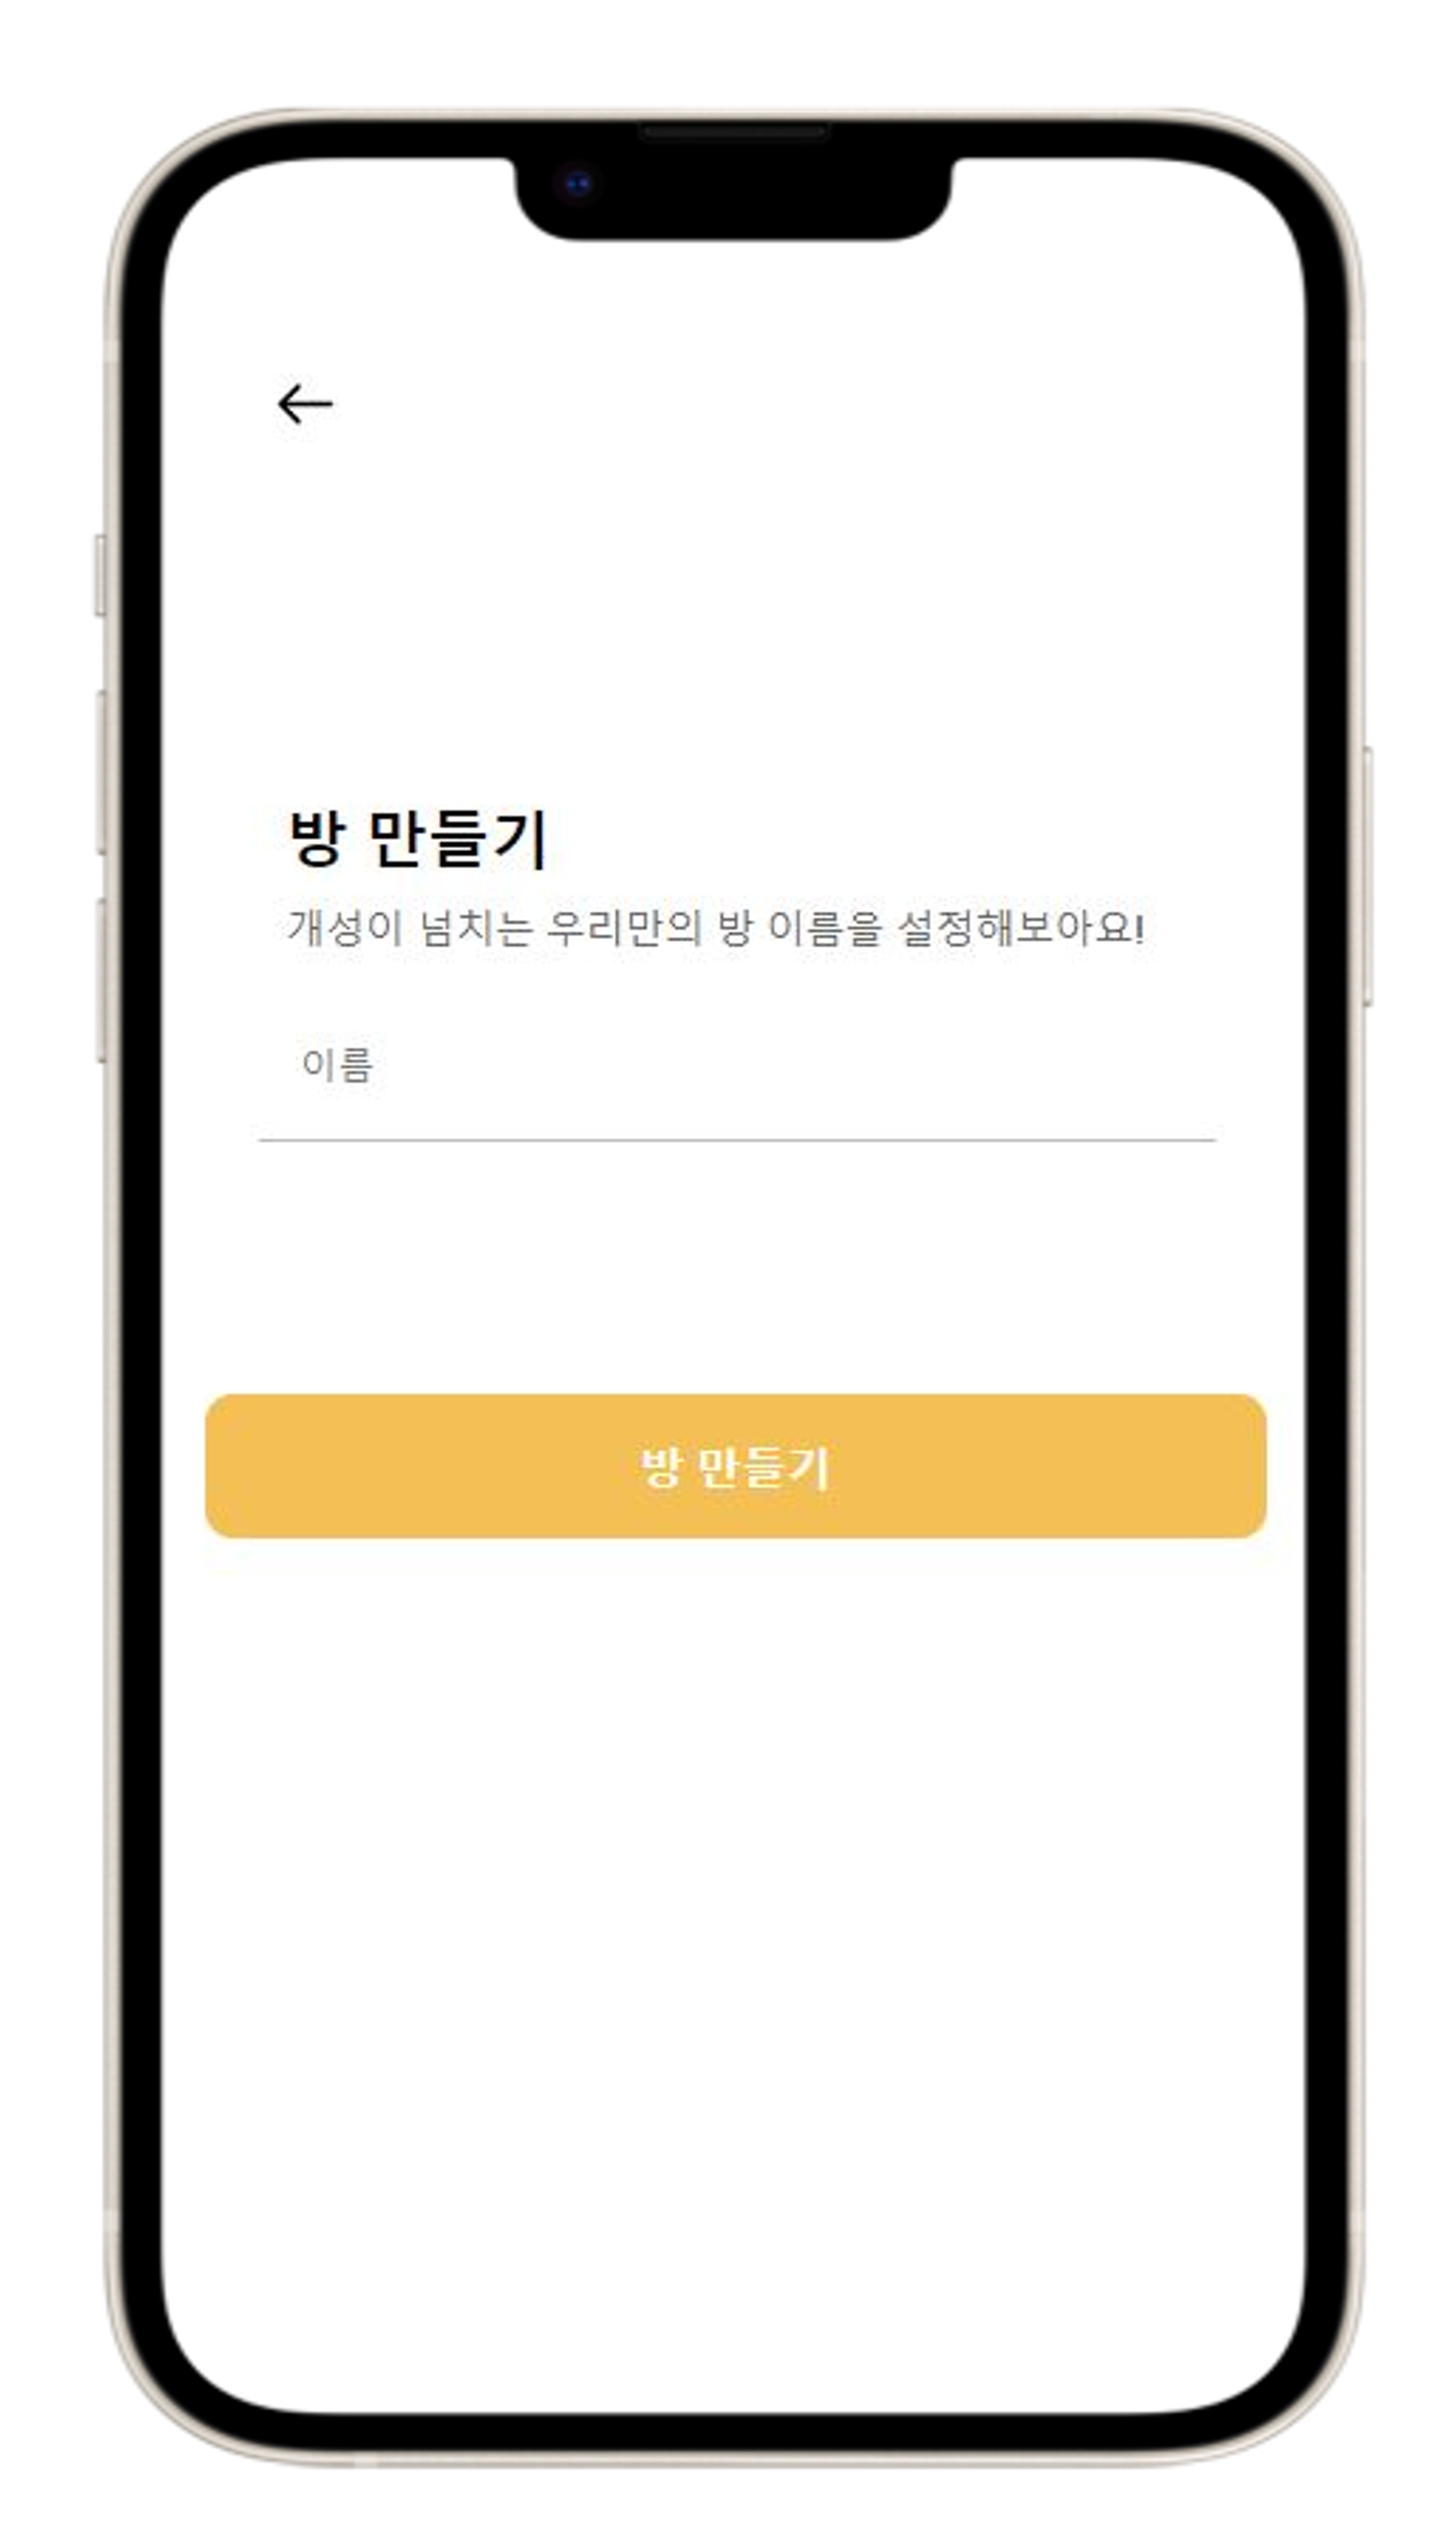 방 만들기
개성이 넘치는 우리만의 방 이름을 설정해보아요!
이름
방 만들기